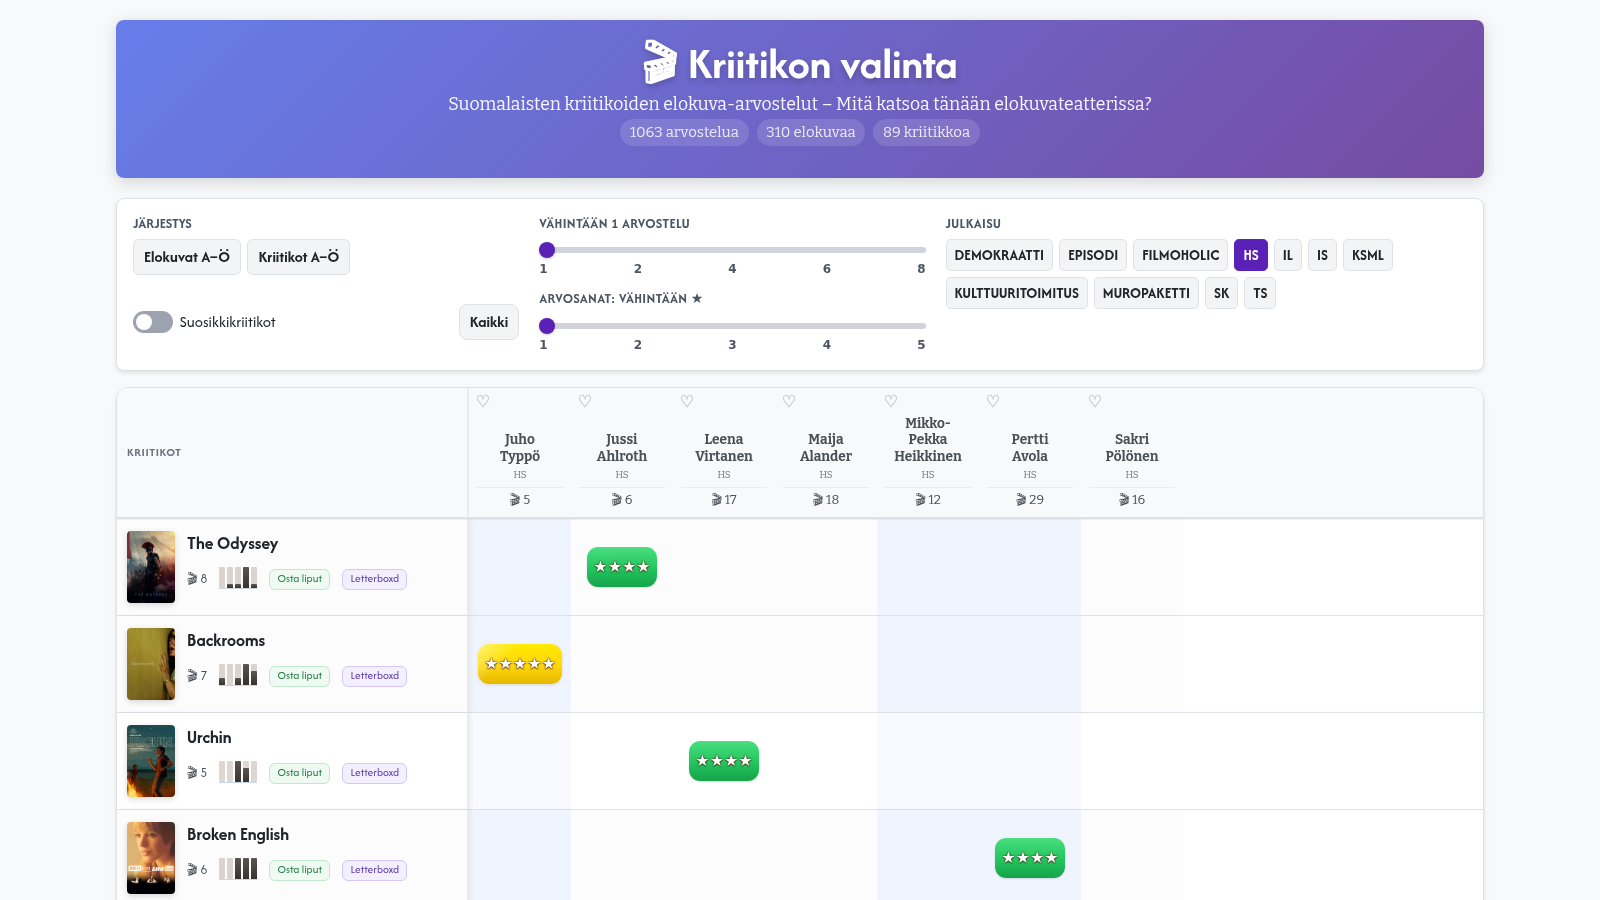 Kriitikon valinta
Suomalaisten kriitikoiden elokuva-arvostelut – Mitä katsoa tänään elokuvateatterissa?
1063 arvostelua 310 elokuvaa 89 kriitikkoa
JÄRJESTYS
Elokuvat A–Ö Kriitikot A–Ö
Suosikkikriitikot Kaikki
VÄHINTÄÄN 1 ARVOSTELU
1 2 4 6 8
ARVOSANAT: VÄHINTÄÄN ★
1 2 3 4 5
JULKAISU
DEMOKRAATTI EPISODI FILMOHOLIC HS IL IS KSML
KULTTUURITOIMITUS MUROPAKETTI SK TS
KRIITIKOT
♡ ♡ ♡ ♡ ♡ ♡ ♡
Juho Typpö
HS
5
Jussi Ahlroth
HS
6
Leena Virtanen
HS
17
Maija Alander
HS
18
Mikko-
Pekka
Heikkinen
HS
12
Pertti Avola
HS
29
Sakri Pölönen
HS
16
The Odyssey
8 Osta liput Letterboxd
★★★★
Backrooms
7 Osta liput Letterboxd
★★★★★
Urchin
5 Osta liput Letterboxd
★★★★
Broken English
6 Osta liput Letterboxd
★★★★